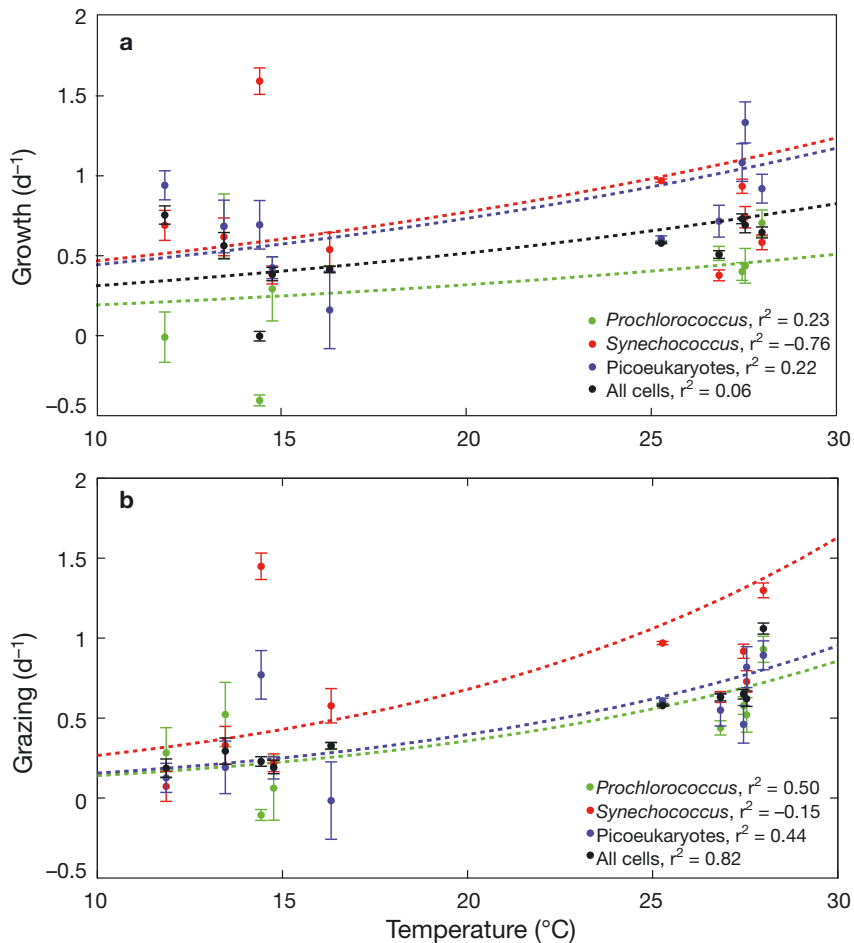 2
a
1.5
1
0.5
0
–0.5
Growth (d⁻¹)
Prochlorococcus, r² = 0.23
Synechococcus, r² = –0.76
Picoeukaryotes, r² = 0.22
All cells, r² = 0.06
10 15 20 25 30
2
b
1.5
1
0.5
0
–0.5
Grazing (d⁻¹)
Prochlorococcus, r² = 0.50
Synechococcus, r² = –0.15
Picoeukaryotes, r² = 0.44
All cells, r² = 0.82
10 15 20 25 30
Temperature (°C)